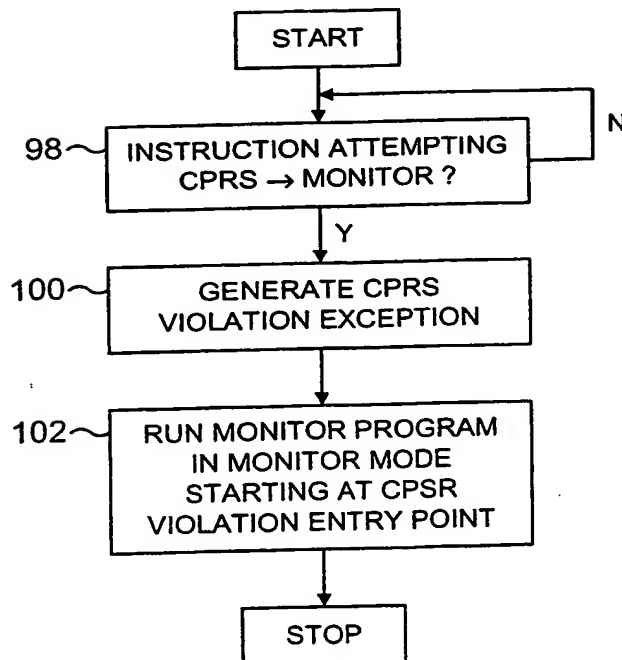 START
N
98
INSTRUCTION ATTEMPTING
CPRS → MONITOR ?
Y
100
GENERATE CPRS
VIOLATION EXCEPTION
102
RUN MONITOR PROGRAM
IN MONITOR MODE
STARTING AT CPSR
VIOLATION ENTRY POINT
STOP